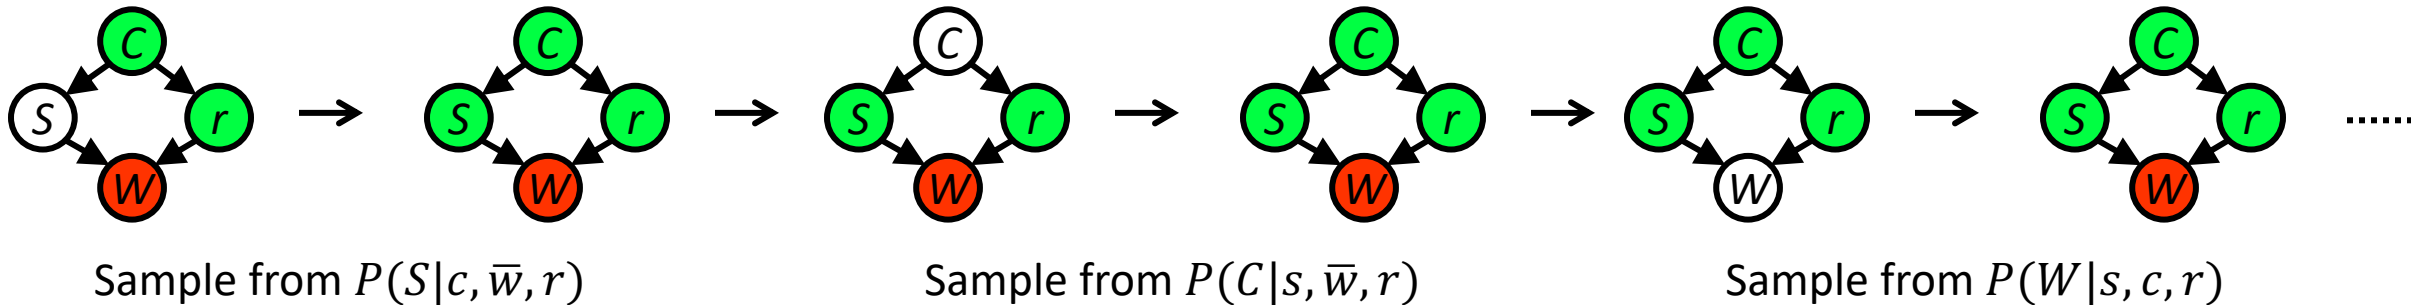 C C C C C C
S r S r S r S r S r S r
W W W W W W
Sample from P(S|c, w̅, r) Sample from P(C|s, w̅, r) Sample from P(W|s, c, r)